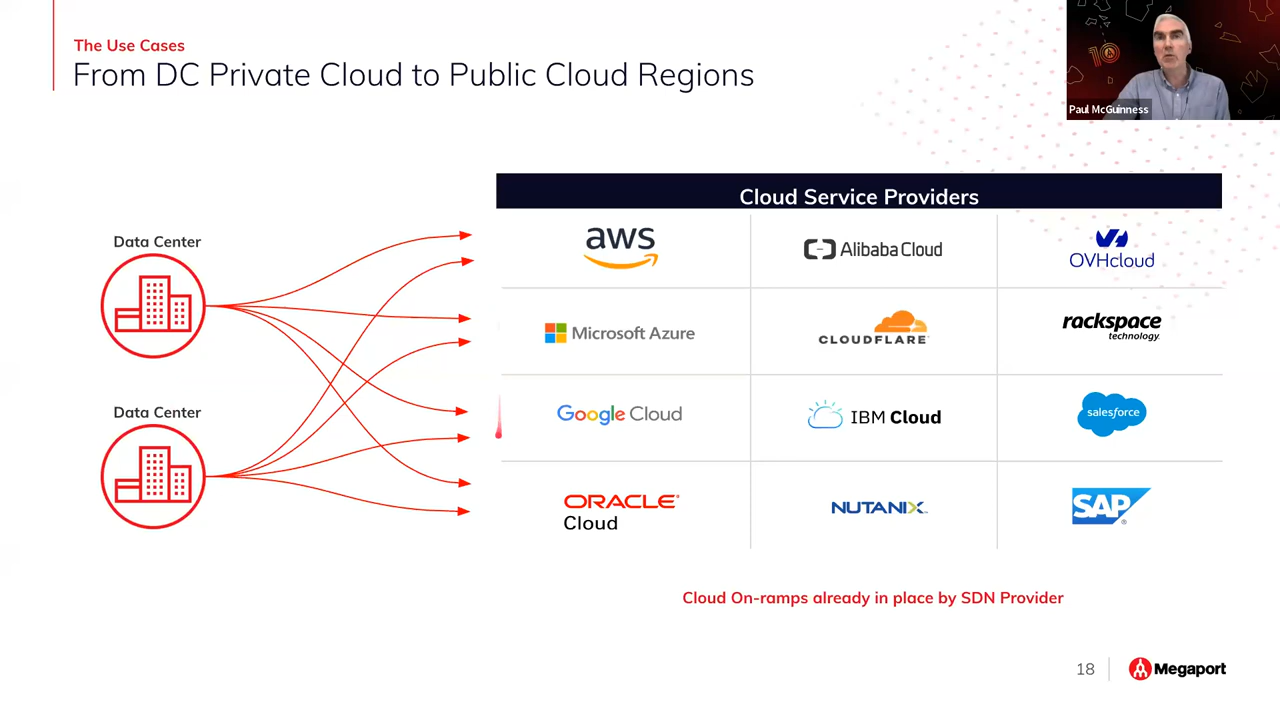 The Use Cases
From DC Private Cloud to Public Cloud Regions
10
Paul McGuinness
Cloud Service Providers
Data Center
aws
Alibaba Cloud
OVHcloud
Microsoft Azure
CLOUDFLARE
rackspace
technology.
Data Center
Google Cloud
IBM Cloud
salesforce
ORACLE
Cloud
NUTANIX
SAP
Cloud On-ramps already in place by SDN Provider
18
Megaport